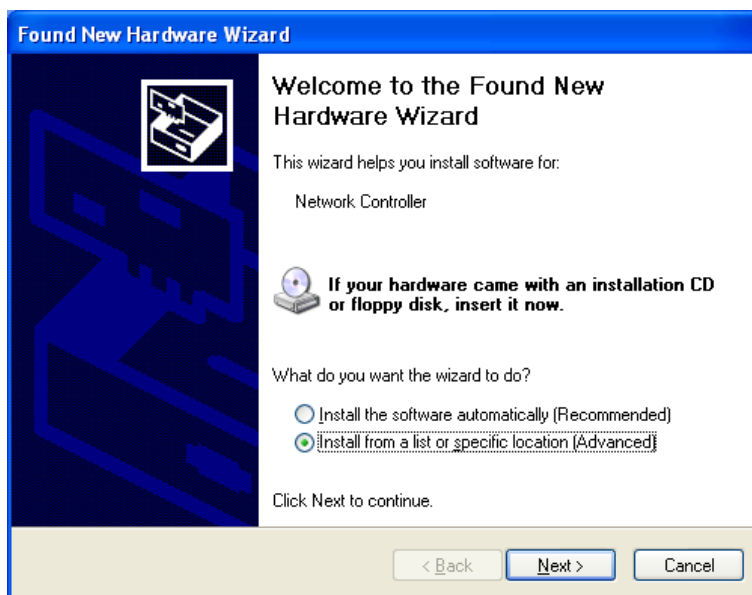 Found New Hardware Wizard
Welcome to the Found New
Hardware Wizard
This wizard helps you install software for:
Network Controller
If your hardware came with an installation CD
or floppy disk, insert it now.
What do you want the wizard to do?
Install the software automatically (Recommended)
Install from a list or specific location (Advanced)
Click Next to continue.
< Back
Next >
Cancel